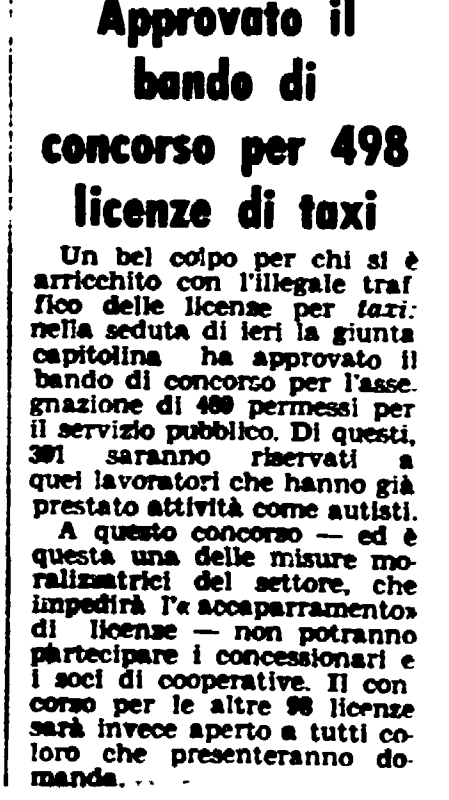 Approvato il
bando di
concorso per 498
licenze di taxi
Un bel colpo per chi si è
arricchito con l'illegale traf
fico delle license per taxi:
nella seduta di ieri la giunta
capitolina ha approvato il
bando di concorso per l'asse-
gnazione di permessi per
il servizio pubblico. Di questi,
saranno riservati a
quei lavoratori che hanno già
prestato attività come autisti.
A questo concorso — ed è
questa una delle misure mo-
ralizzatrici del settore, che
impedirà l'« accaparramento»
di license — non potranno
partecipare i concessionari e
i soci di cooperative. Il con
corso per le altre 98 licenze
sarà invece aperto a tutti co-
loro che presenteranno do-
manda.